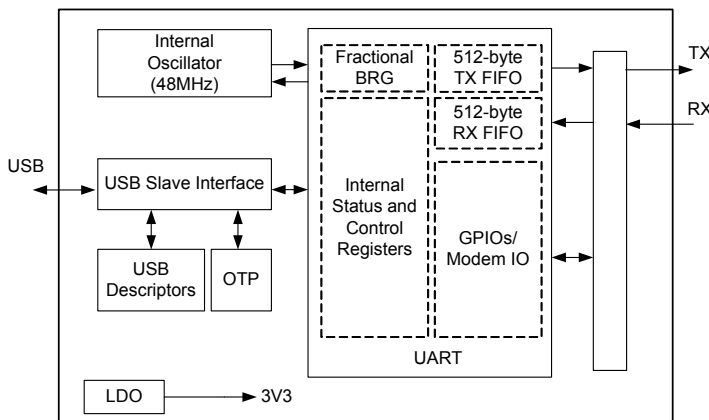 Internal
Oscillator
(48MHz)
Fractional
BRG
512-byte
TX FIFO
512-byte
RX FIFO
TX
RX
USB
USB Slave Interface
Internal
Status and
Control
Registers
GPIOs/
Modem IO
USB
Descriptors
OTP
UART
LDO
3V3